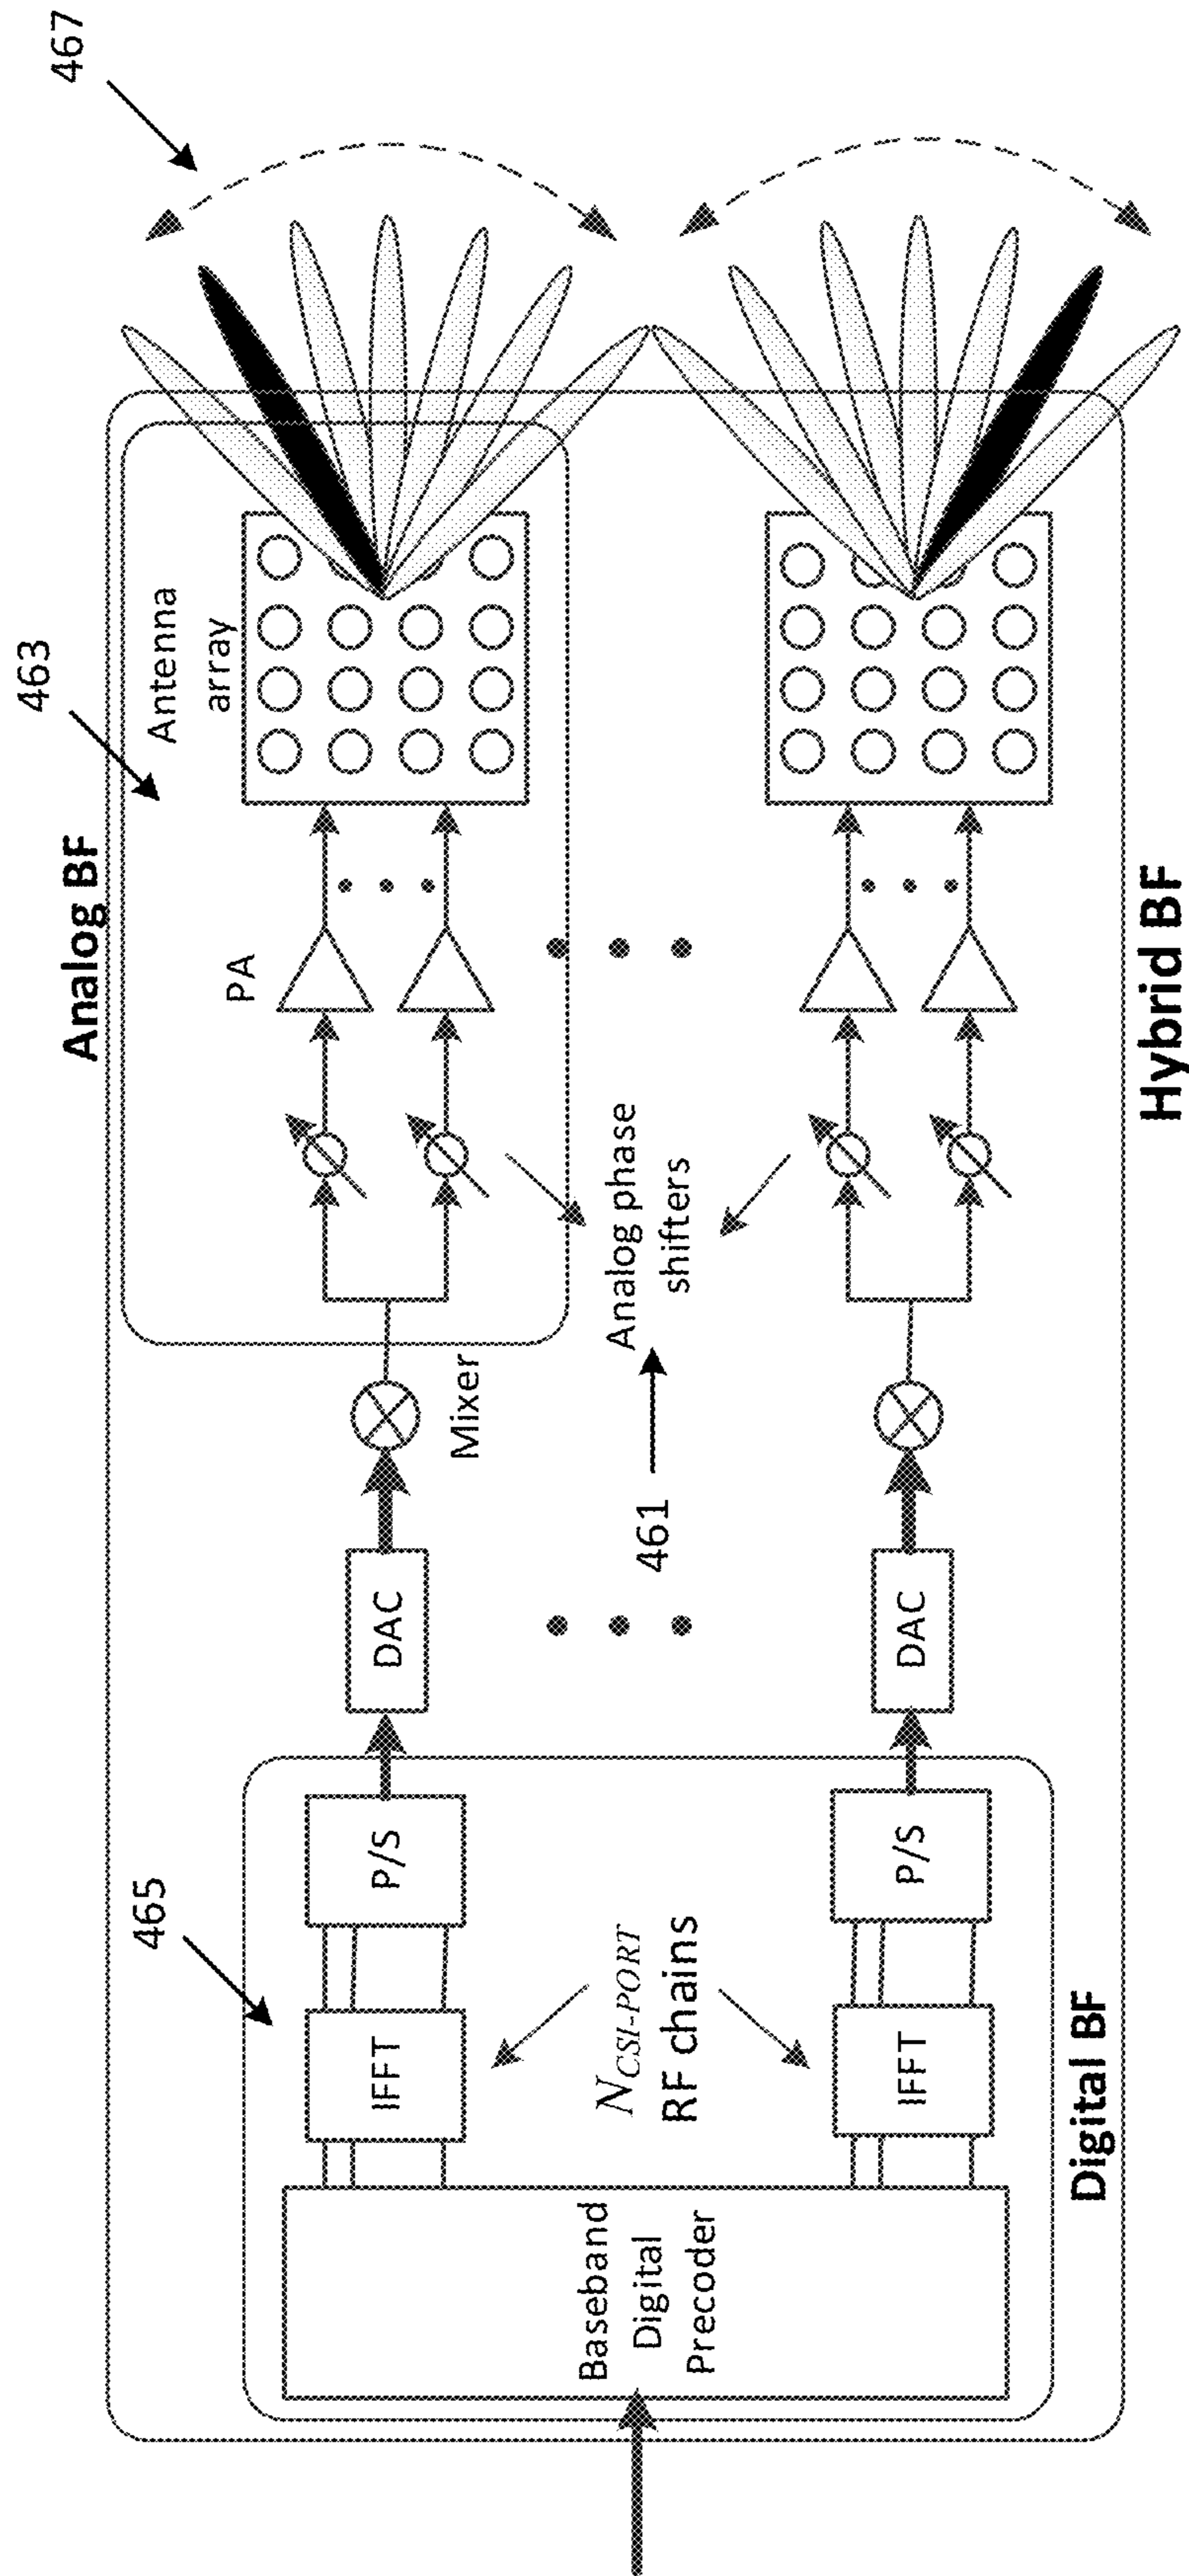 Analog BF
467
463
Antenna
array
PA
465
P/S
DAC
Mixer
IFFT
Baseband
Digital
Precoder
N_CSI-PORT
RF chains
461
Analog phase
shifters
IFFT
P/S
DAC
Digital BF
Hybrid BF